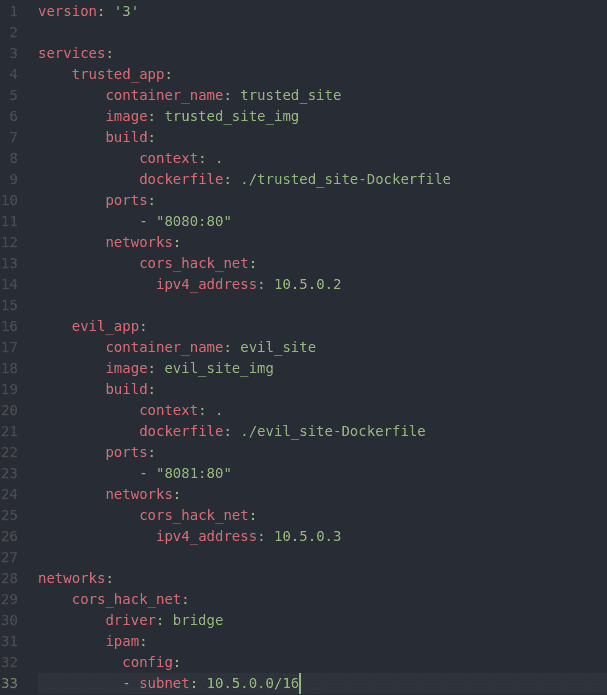 1 version: '3'
2
3 services:
4     trusted_app:
5         container_name: trusted_site
6         image: trusted_site_img
7         build:
8             context: .
9             dockerfile: ./trusted_site-Dockerfile
10         ports:
11             - "8080:80"
12         networks:
13             cors_hack_net:
14               ipv4_address: 10.5.0.2
15
16     evil_app:
17         container_name: evil_site
18         image: evil_site_img
19         build:
20             context: .
21             dockerfile: ./evil_site-Dockerfile
22         ports:
23             - "8081:80"
24         networks:
25             cors_hack_net:
26               ipv4_address: 10.5.0.3
27
28 networks:
29     cors_hack_net:
30         driver: bridge
31         ipam:
32           config:
33           - subnet: 10.5.0.0/16